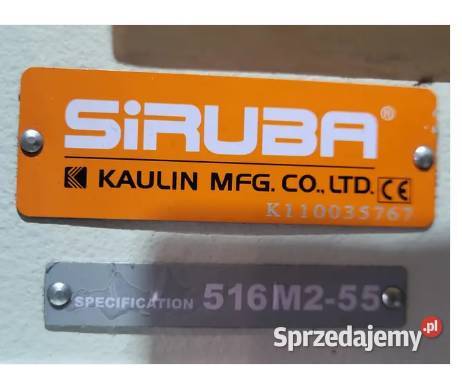 SiRUBA®
KAULIN MFG. CO., LTD. CE
K110035767
SPECIFICATION 516M2-55
Sprzedajemy.pl